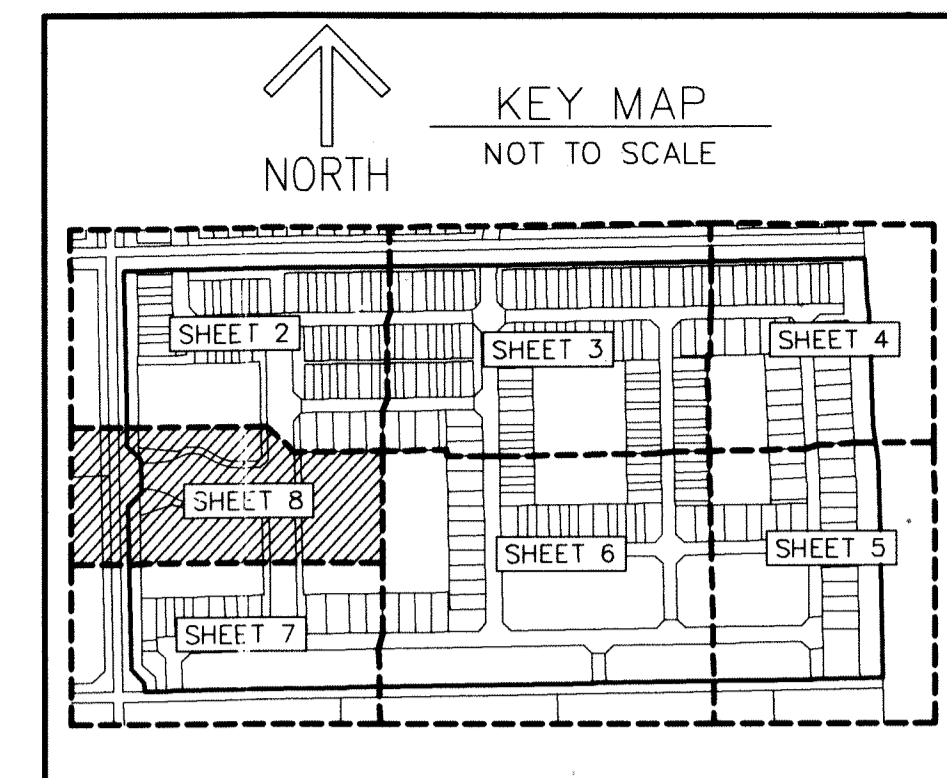 KEY MAP
NOT TO SCALE
NORTH
SHEET 2
SHEET 3
SHEET 4
SHEET 8
SHEET 6
SHEET 5
SHEET 7